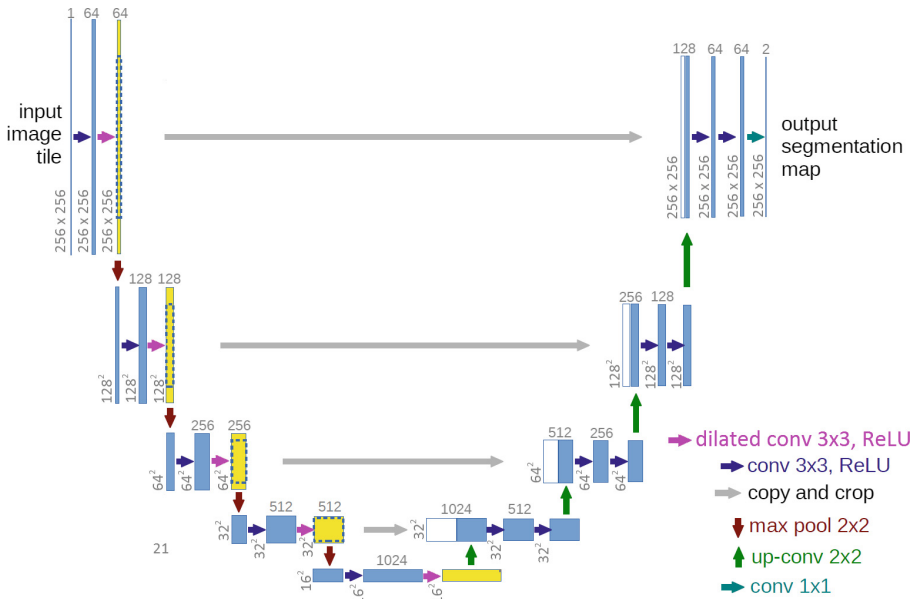 1 64 64
input
image
tile
256 x 256
256 x 256
256 x 256
128 64 64 2
output
segmentation
map
256 x 256
256 x 256
256 x 256
256 x 256
128 128
128²
128²
128²
256 128
128²
128²
128²
256 256
64²
64²
64²
512 256
64²
64²
64²
512 512
32²
32²
32²
1024 512
32²
32²
32²
21
1024
16²
6²
6²
dilated conv 3x3, ReLU
conv 3x3, ReLU
copy and crop
max pool 2x2
up-conv 2x2
conv 1x1